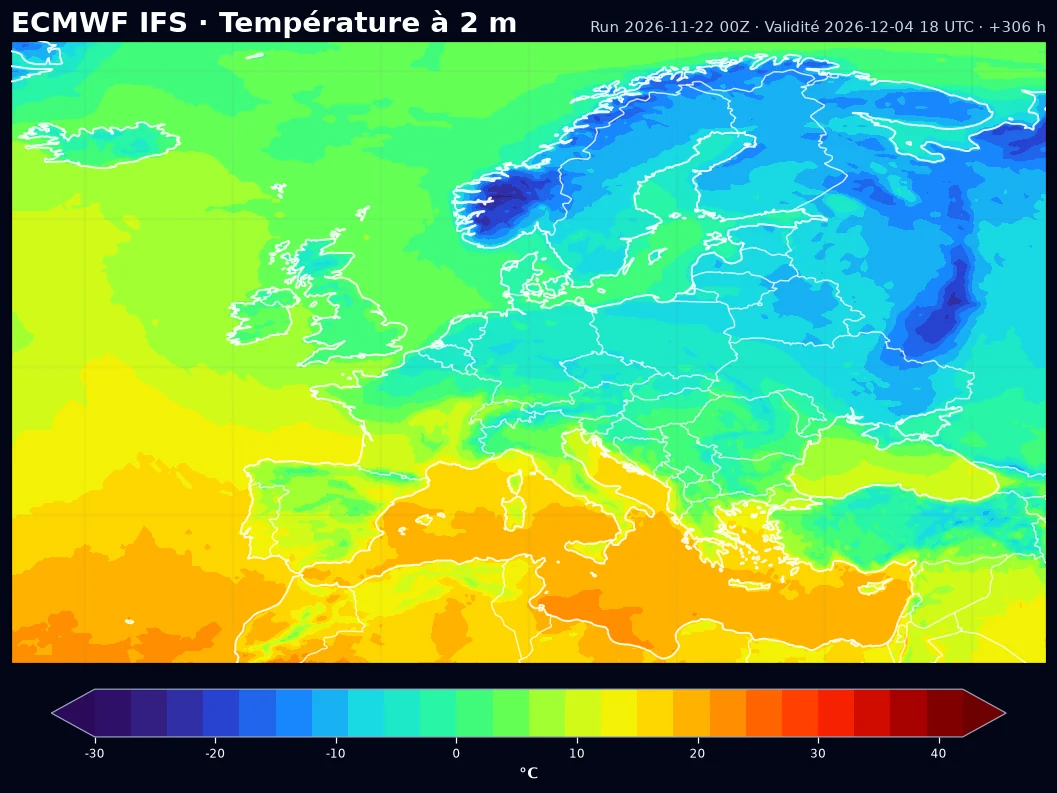 ECMWF IFS · Température à 2 m
Run 2026-11-22 00Z · Validité 2026-12-04 18 UTC · +306 h
-30 -20 -10 0 10 20 30 40
°C